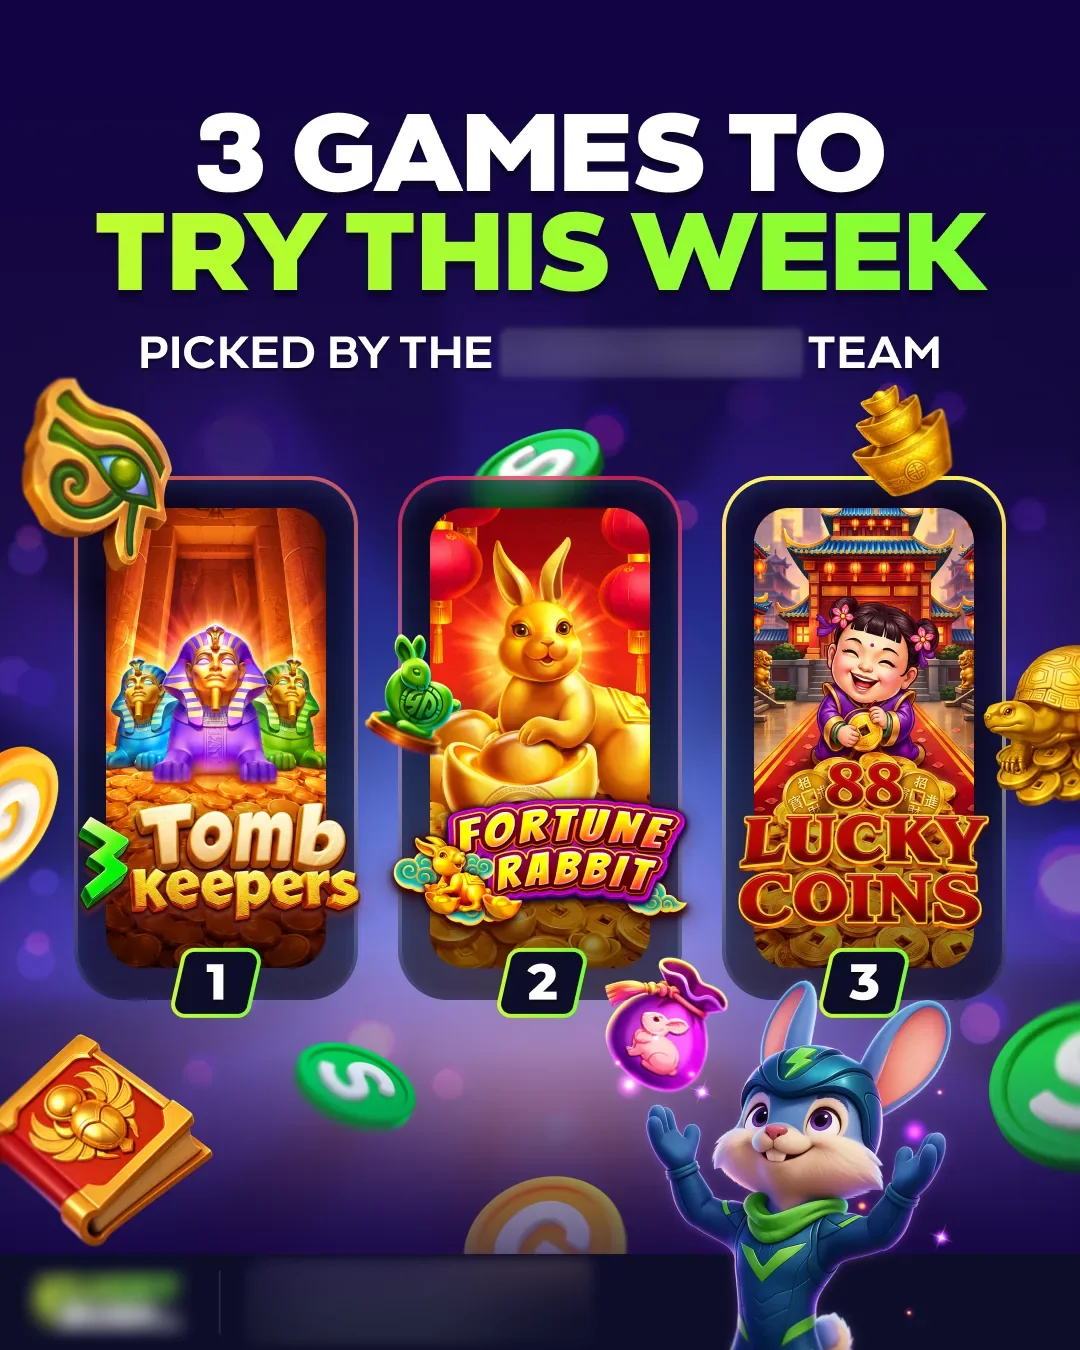 3 GAMES TO
TRY THIS WEEK
PICKED BY THE TEAM
3 Tomb
Keepers
FORTUNE
RABBIT
88
LUCKY
COINS
1
2
3